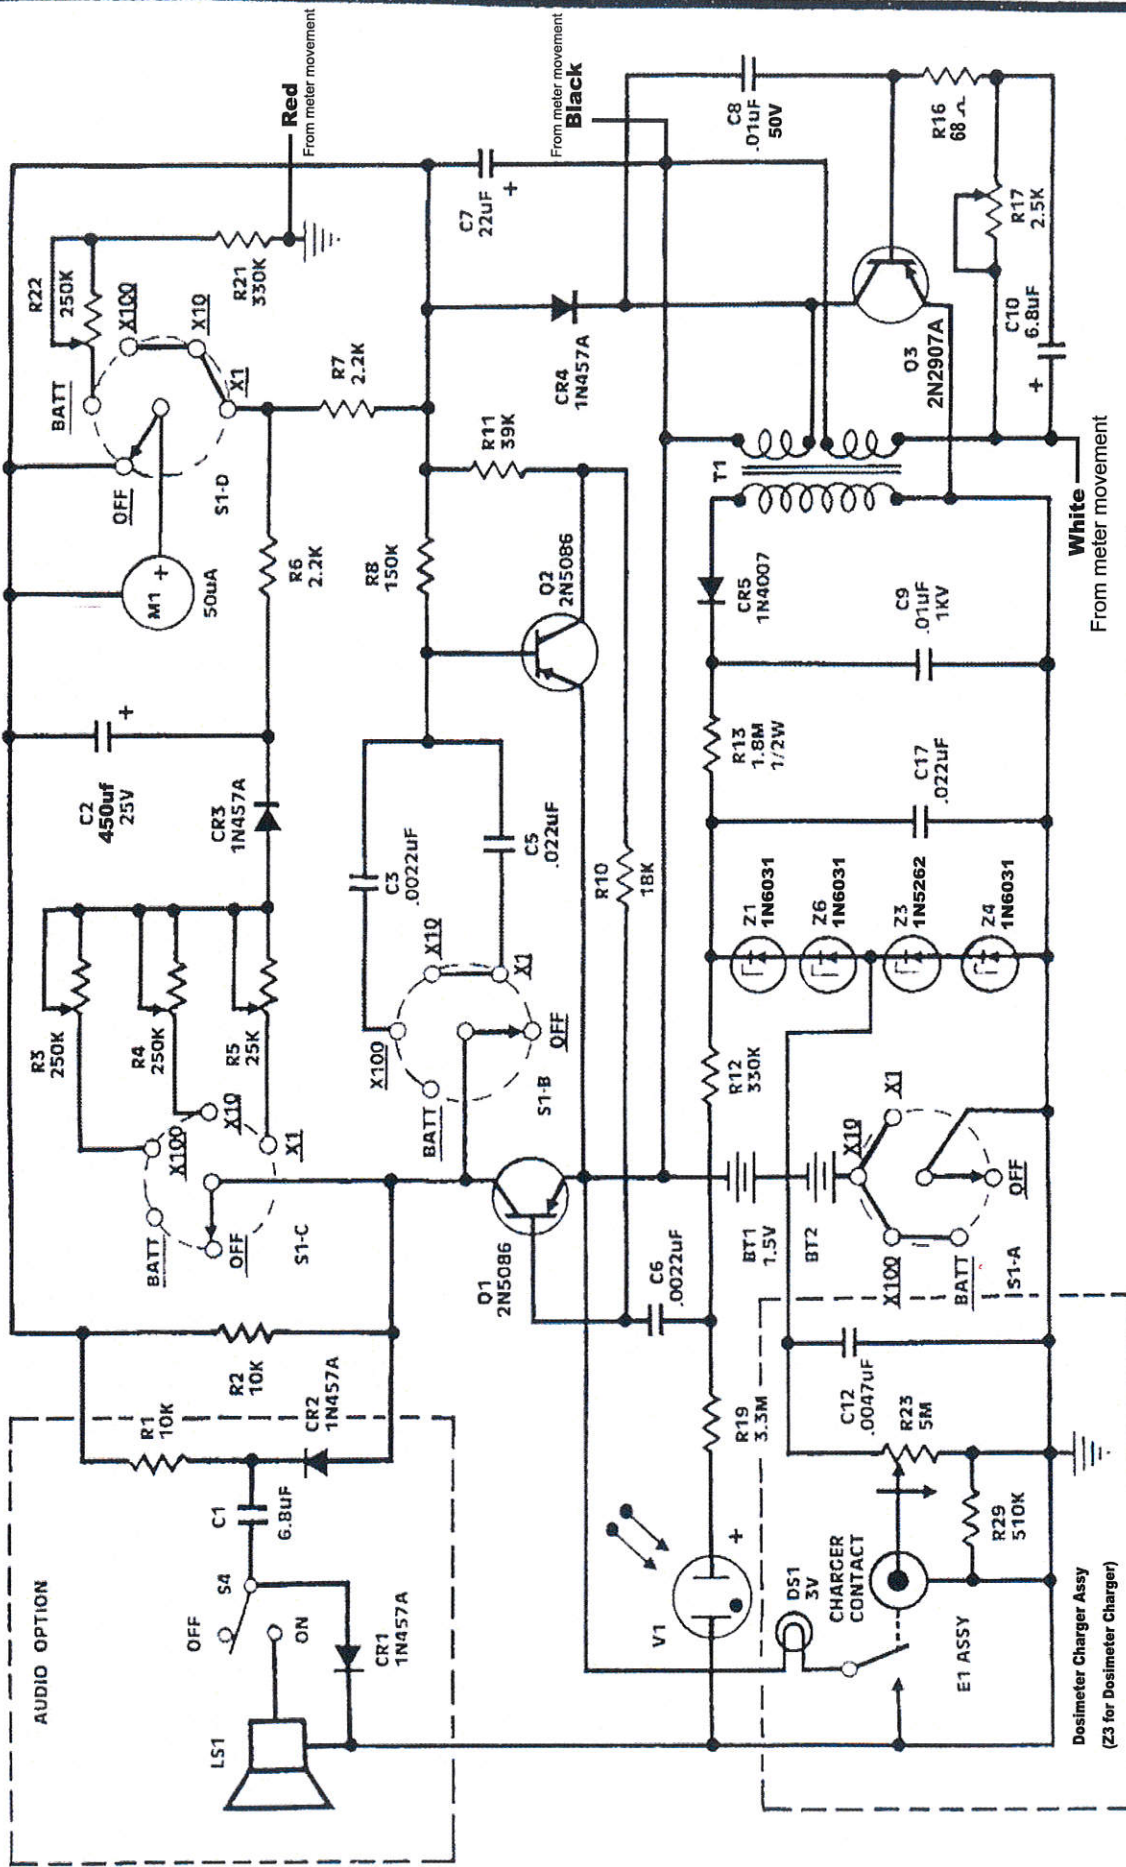 AUDIO OPTION
LS1
OFF
S4
ON
C1
6.8uF
R1
10K
CR1
1N457A
CR2
1N457A
R2
10K
BATT
X100
X10
X1
OFF
S1-C
R3
250K
R4
250K
R5
25K
CR3
1N457A
C2
450uf
25V
+
M1 +
50uA
OFF
BATT
X100
X10
X1
S1-D
R22
250K
R21
330K
Red
From meter movement
R6
2.2K
R7
2.2K
C7
22uF
+
From meter movement
Black
Q1
2N5086
BATT
X100
X10
X1
OFF
S1-B
C3
.0022uF
C5
.022uF
R8
150K
Q2
2N5086
R11
39K
CR4
1N457A
C8
.01uF
50V
R10
18K
C6
.0022uF
V1
+
R19
3.3M
R12
330K
R13
1.8M
1/2W
CR5
1N4007
T1
Q3
2N2907A
R16
68 Ω
R17
2.5K
C10
6.8uF
+
BT1
1.5V
BT2
X100
X10
X1
BATT
OFF
S1-A
Z1
1N6031
Z6
1N6031
Z3
1N5262
Z4
1N6031
C17
.022uF
C9
.01uF
1KV
White
From meter movement
DS1
3V
CHARGER
CONTACT
E1 ASSY
C12
.0047uF
R23
5M
R29
510K
Dosimeter Charger Assy
(Z3 for Dosimeter Charger)